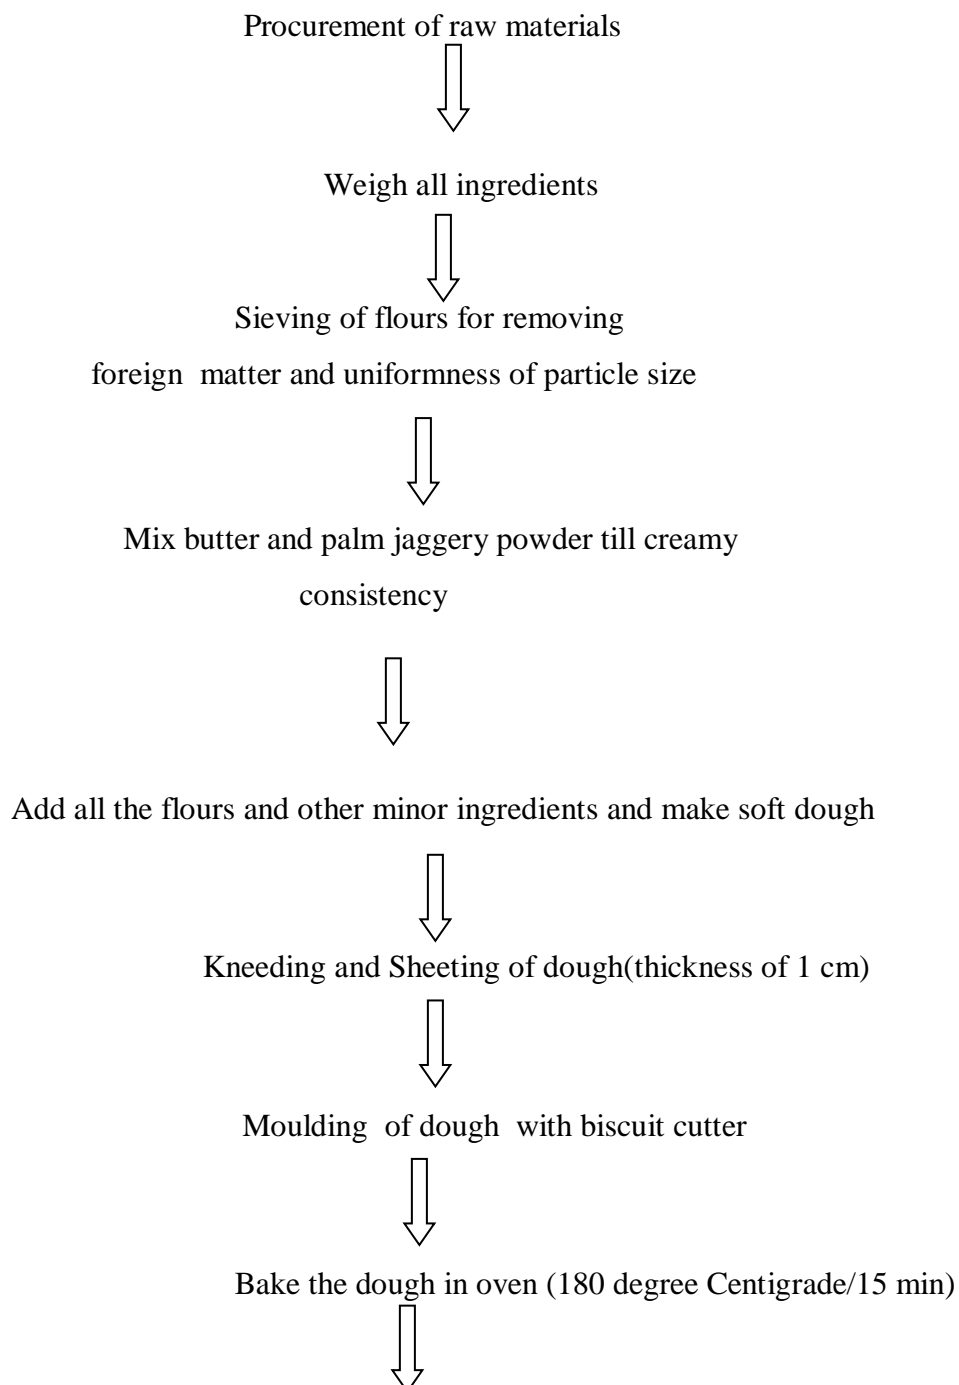 Procurement of raw materials
Weigh all ingredients
Sieving of flours for removing
foreign  matter and uniformness of particle size
Mix butter and palm jaggery powder till creamy
consistency
Add all the flours and other minor ingredients and make soft dough
Kneeding and Sheeting of dough(thickness of 1 cm)
Moulding  of dough  with biscuit cutter
Bake the dough in oven (180 degree Centigrade/15 min)